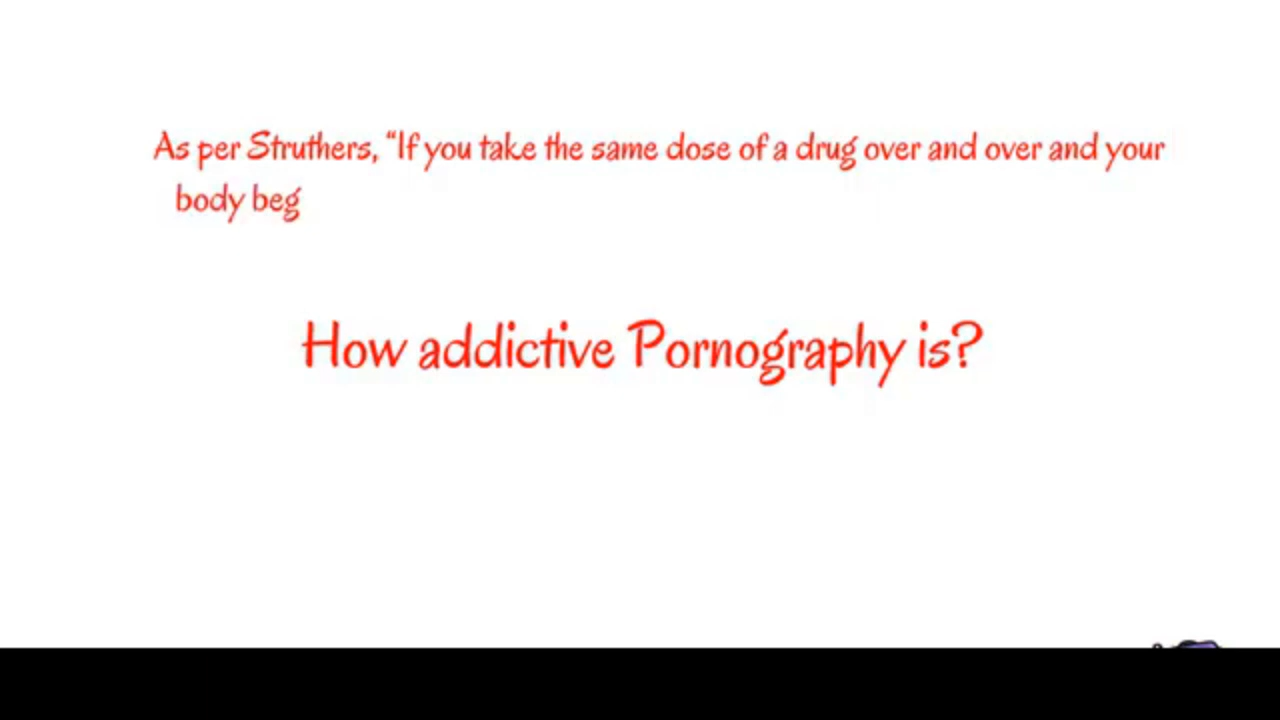 As per Struthers, “If you take the same dose of a drug over and over and your
body beg
How addictive Pornography is?